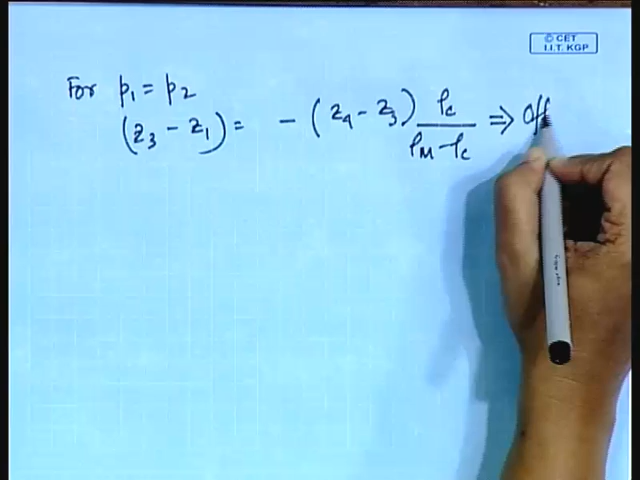 © CET
I.I.T. KGP
For p₁ = p₂
(z₃ - z₁) = - (z₄ - z₃) ρc / (ρM - ρc) ⇒ Off